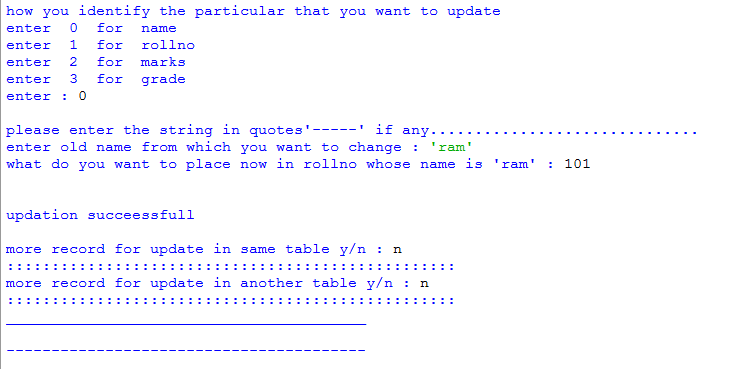 how you identify the particular that you want to update
enter  0  for  name
enter  1  for  rollno
enter  2  for  marks
enter  3  for  grade
enter : 0
please enter the string in quotes'-----' if any..............................
enter old name from which you want to change : 'ram'
what do you want to place now in rollno whose name is 'ram' : 101
updation succeessfull
more record for update in same table y/n : n
::::::::::::::::::::::::::::::::::::::::::::::::::
more record for update in another table y/n : n
::::::::::::::::::::::::::::::::::::::::::::::::::
________________________________________
----------------------------------------